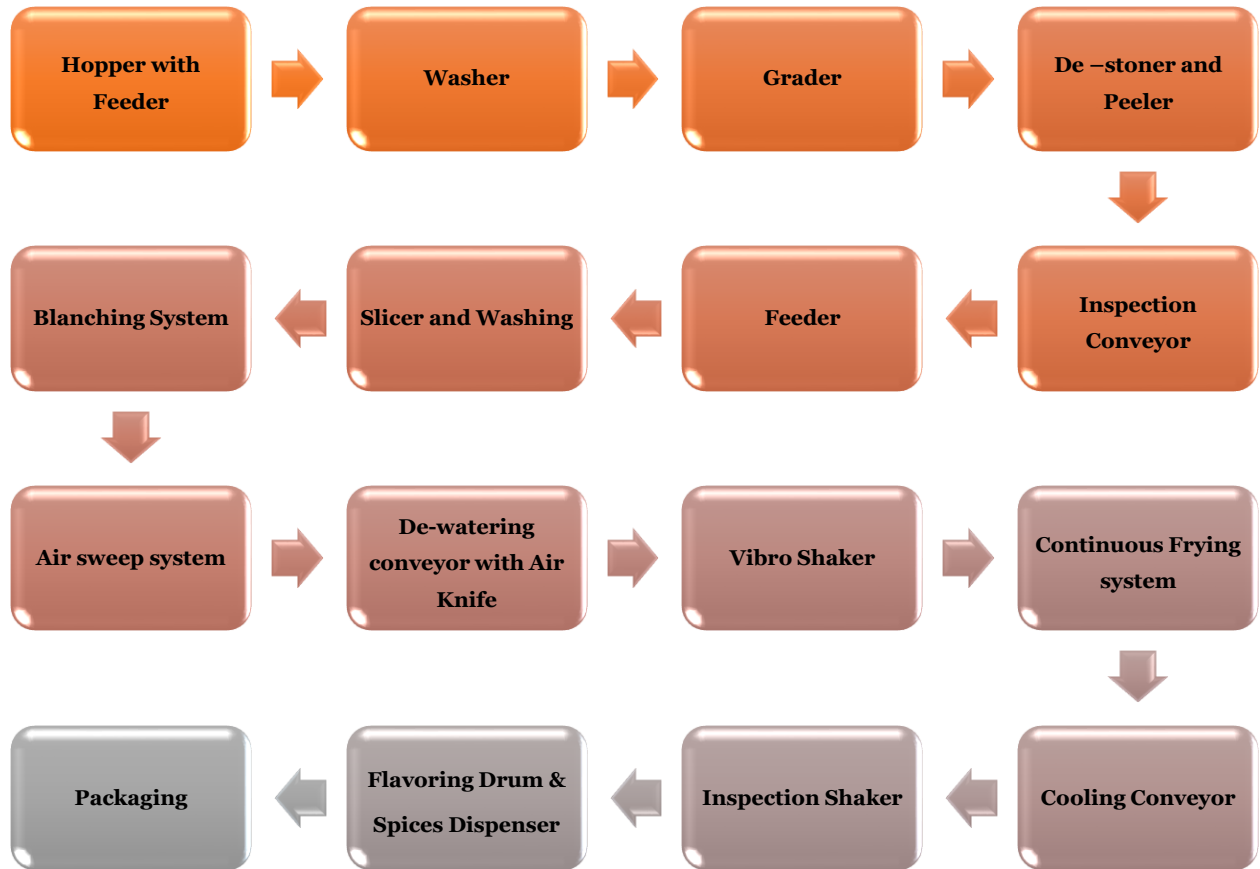 Hopper with
Feeder
Washer
Grader
De –stoner and
Peeler
Inspection
Conveyor
Feeder
Slicer and Washing
Blanching System
Air sweep system
De-watering
conveyor with Air
Knife
Vibro Shaker
Continuous Frying
system
Cooling Conveyor
Inspection Shaker
Flavoring Drum &
Spices Dispenser
Packaging